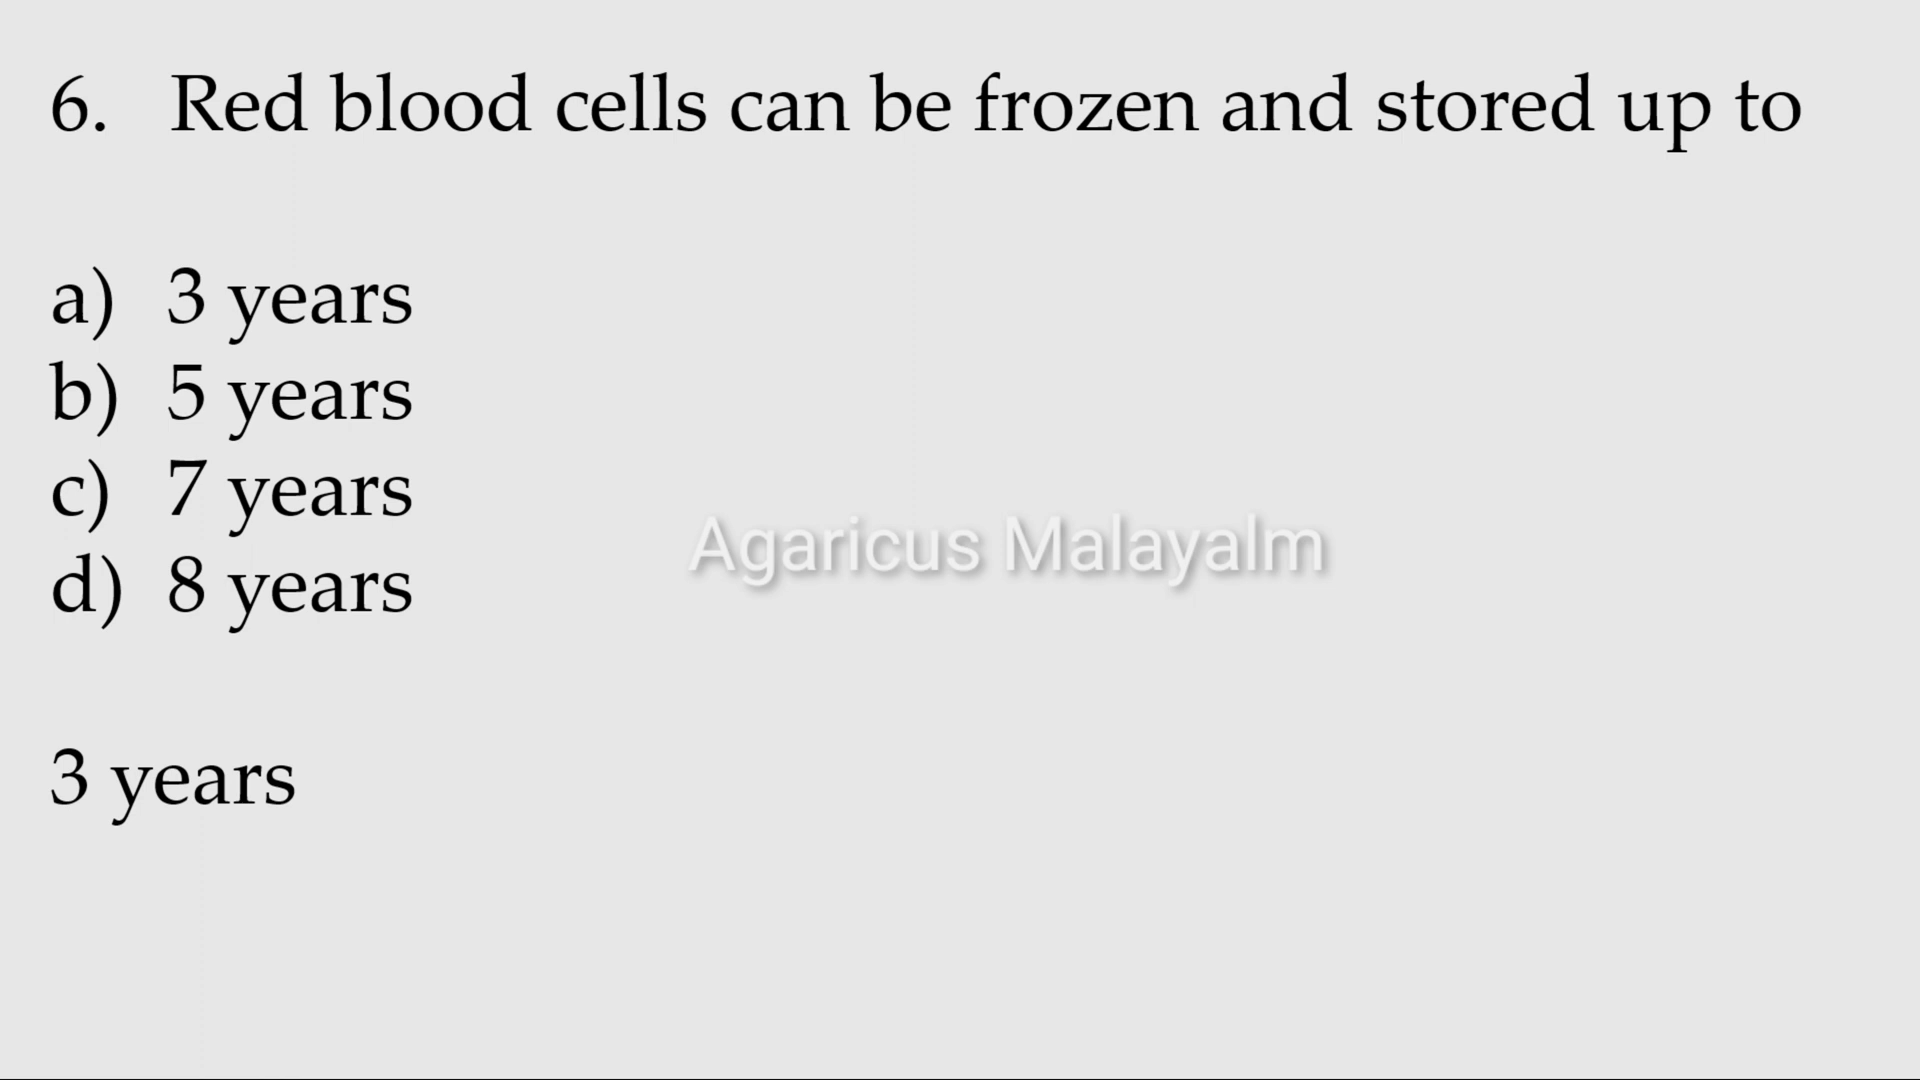 6. Red blood cells can be frozen and stored up to
a) 3 years
b) 5 years
c) 7 years
d) 8 years
Agaricus Malayalm
3 years